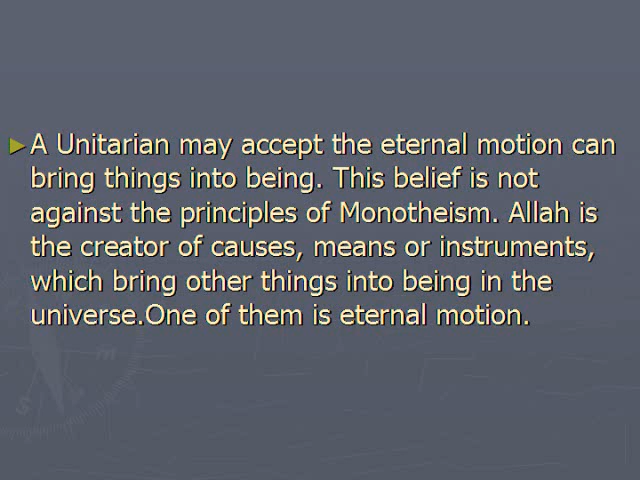 A Unitarian may accept the eternal motion can
bring things into being. This belief is not
against the principles of Monotheism. Allah is
the creator of causes, means or instruments,
which bring other things into being in the
universe.One of them is eternal motion.